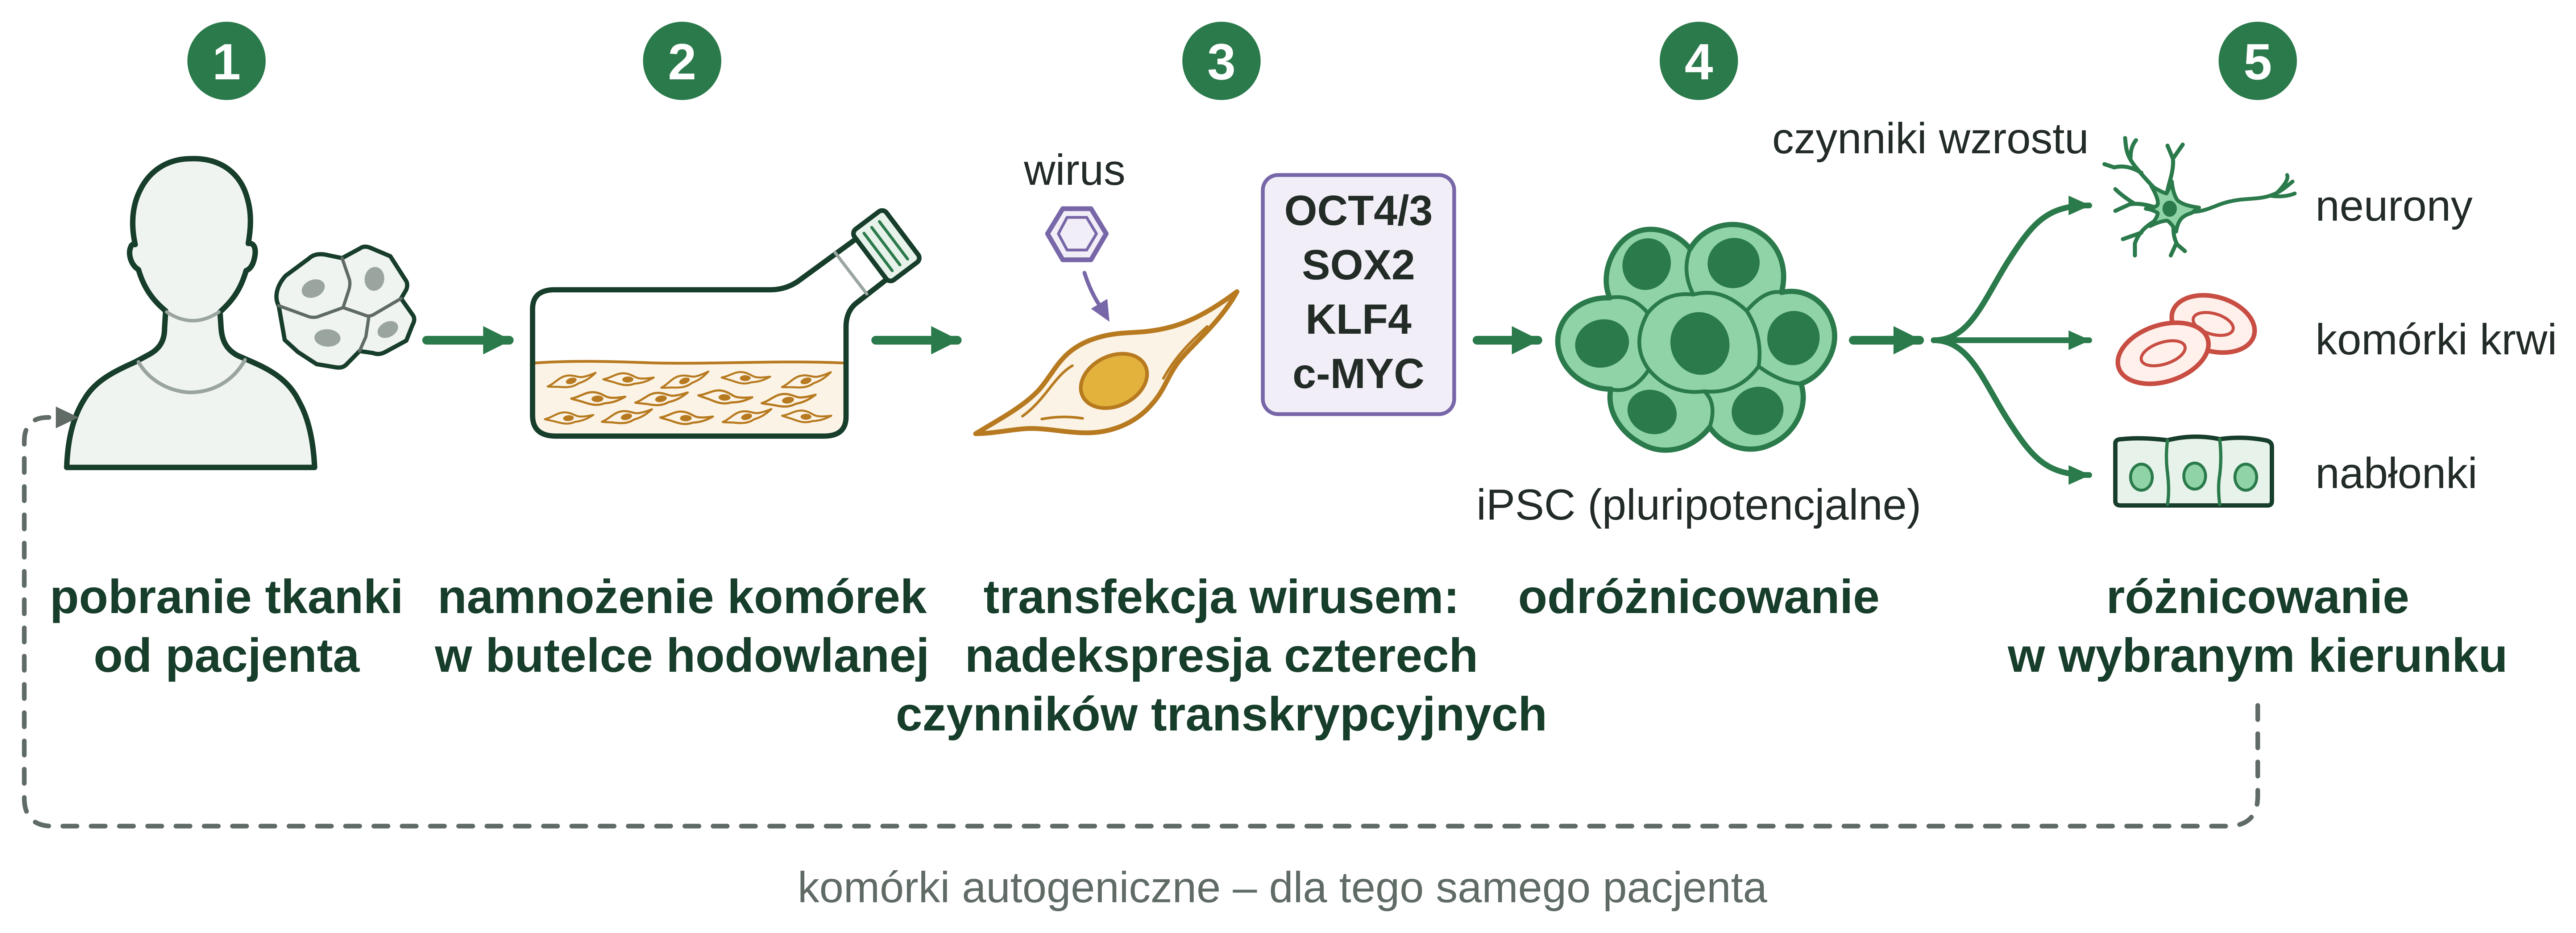 1
2
3
4
5
wirus
OCT4/3
SOX2
KLF4
c-MYC
iPSC (pluripotencjalne)
czynniki wzrostu
neurony
komórki krwi
nabłonki
pobranie tkanki
od pacjenta
namnożenie komórek
w butelce hodowlanej
transfekcja wirusem:
nadekspresja czterech
czynników transkrypcyjnych
odróżnicowanie
różnicowanie
w wybranym kierunku
komórki autogeniczne – dla tego samego pacjenta